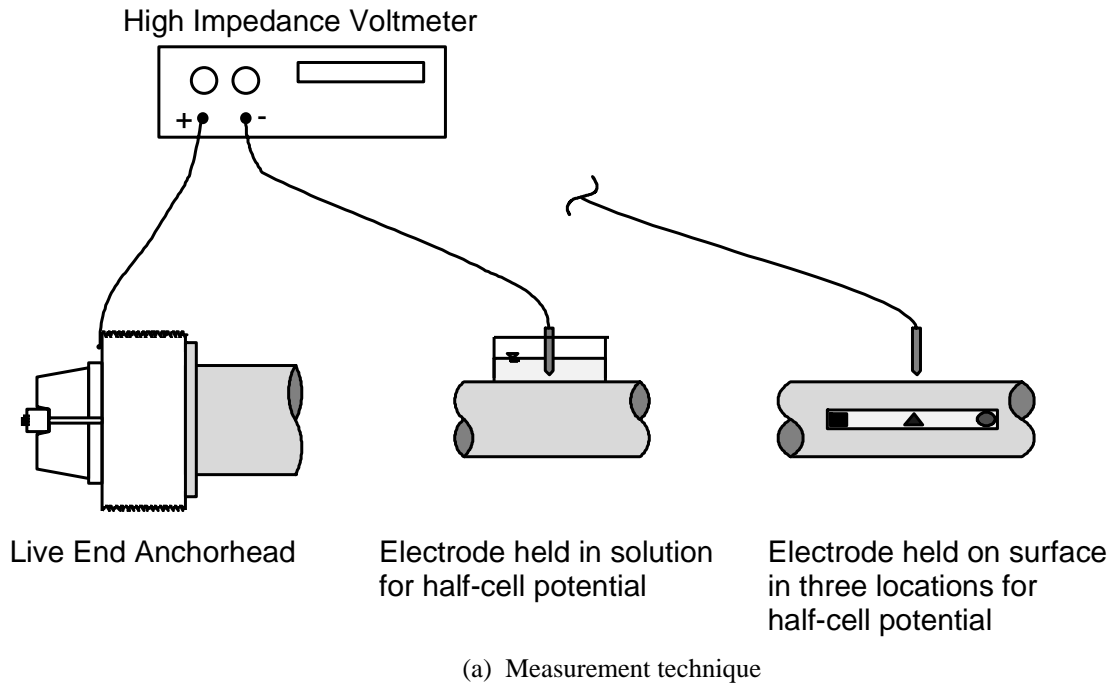 High Impedance Voltmeter
+ -
Live End Anchorhead
Electrode held in solution
for half-cell potential
Electrode held on surface
in three locations for
half-cell potential
(a) Measurement technique